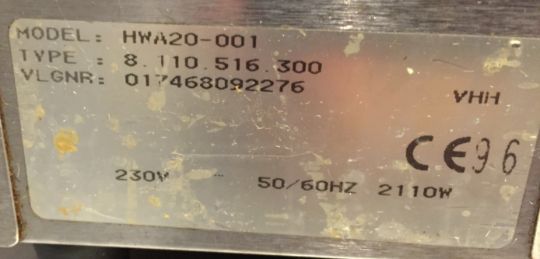 MODEL: HWA20-001
TYPE : 8.110.516.300
VLGNR: 017468092276
VHH
CE96
230V 50/60HZ 2110W